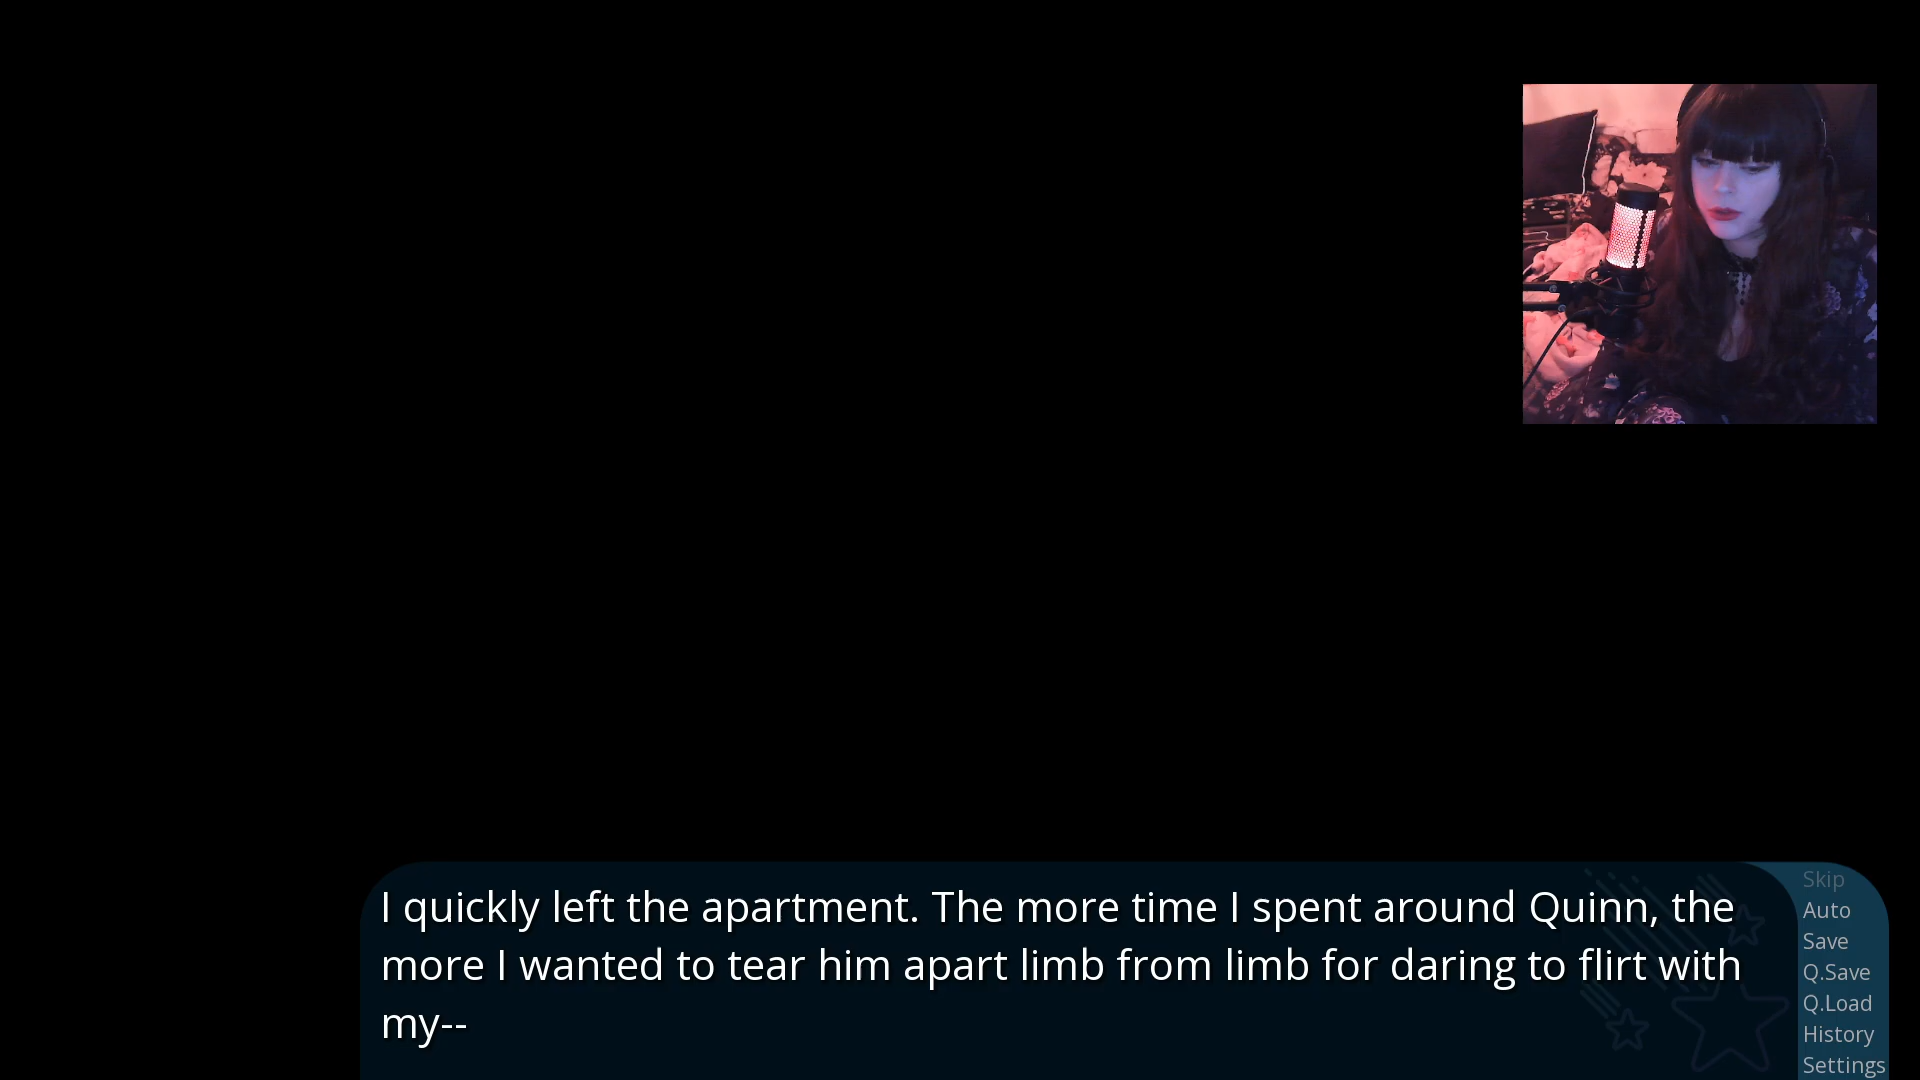 I quickly left the apartment. The more time I spent around Quinn, the
more I wanted to tear him apart limb from limb for daring to flirt with
my--
Skip
Auto
Save
Q.Save
Q.Load
History
Settings